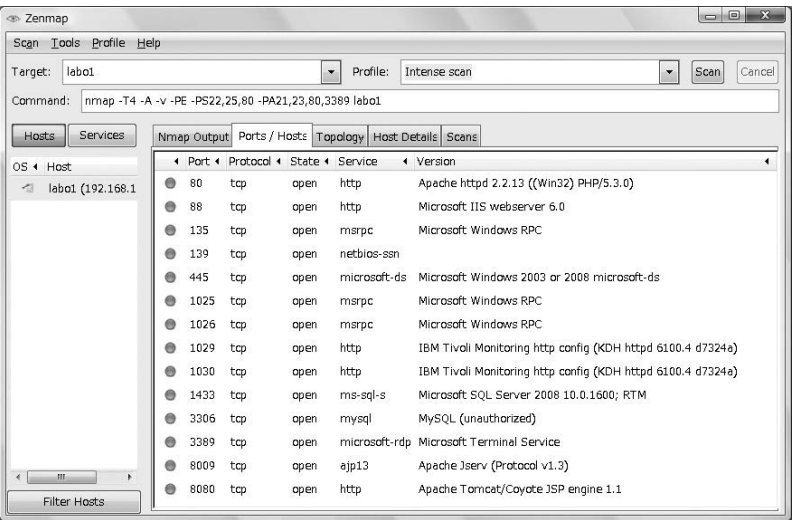 Zenmap
Scan Tools Profile Help
Target: labo1 Profile: Intense scan Scan Cancel
Command: nmap -T4 -A -v -PE -PS22,25,80 -PA21,23,80,3389 labo1
Hosts Services Nmap Output Ports / Hosts Topology Host Details Scans
OS Host
labo1 (192.168.1
Port Protocol State Service Version
80 tcp open http Apache httpd 2.2.13 ((Win32) PHP/5.3.0)
88 tcp open http Microsoft IIS webserver 6.0
135 tcp open msrpc Microsoft Windows RPC
139 tcp open netbios-ssn
445 tcp open microsoft-ds Microsoft Windows 2003 or 2008 microsoft-ds
1025 tcp open msrpc Microsoft Windows RPC
1026 tcp open msrpc Microsoft Windows RPC
1029 tcp open http IBM Tivoli Monitoring http config (KDH httpd 6100.4 d7324a)
1030 tcp open http IBM Tivoli Monitoring http config (KDH httpd 6100.4 d7324a)
1433 tcp open ms-sql-s Microsoft SQL Server 2008 10.0.1600; RTM
3306 tcp open mysql MySQL (unauthorized)
3389 tcp open microsoft-rdp Microsoft Terminal Service
8009 tcp open ajp13 Apache Jserv (Protocol v1.3)
8080 tcp open http Apache Tomcat/Coyote JSP engine 1.1
Filter Hosts